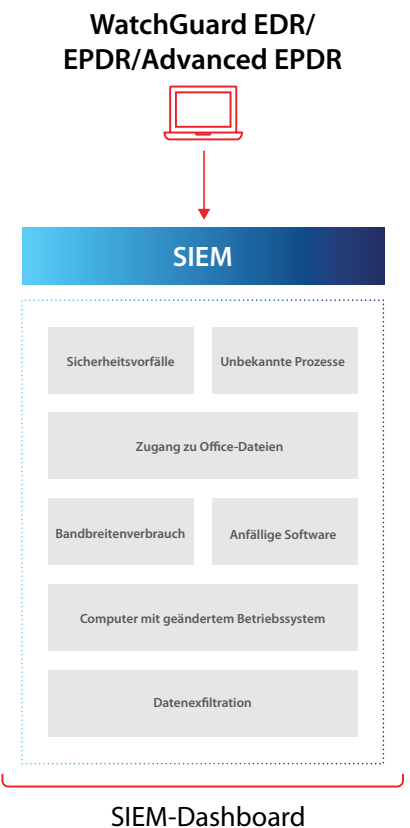 WatchGuard EDR/
EPDR/Advanced EPDR
SIEM
Sicherheitsvorfälle
Unbekannte Prozesse
Zugang zu Office-Dateien
Bandbreitenverbrauch
Anfällige Software
Computer mit geändertem Betriebssystem
Datenexfiltration
SIEM-Dashboard